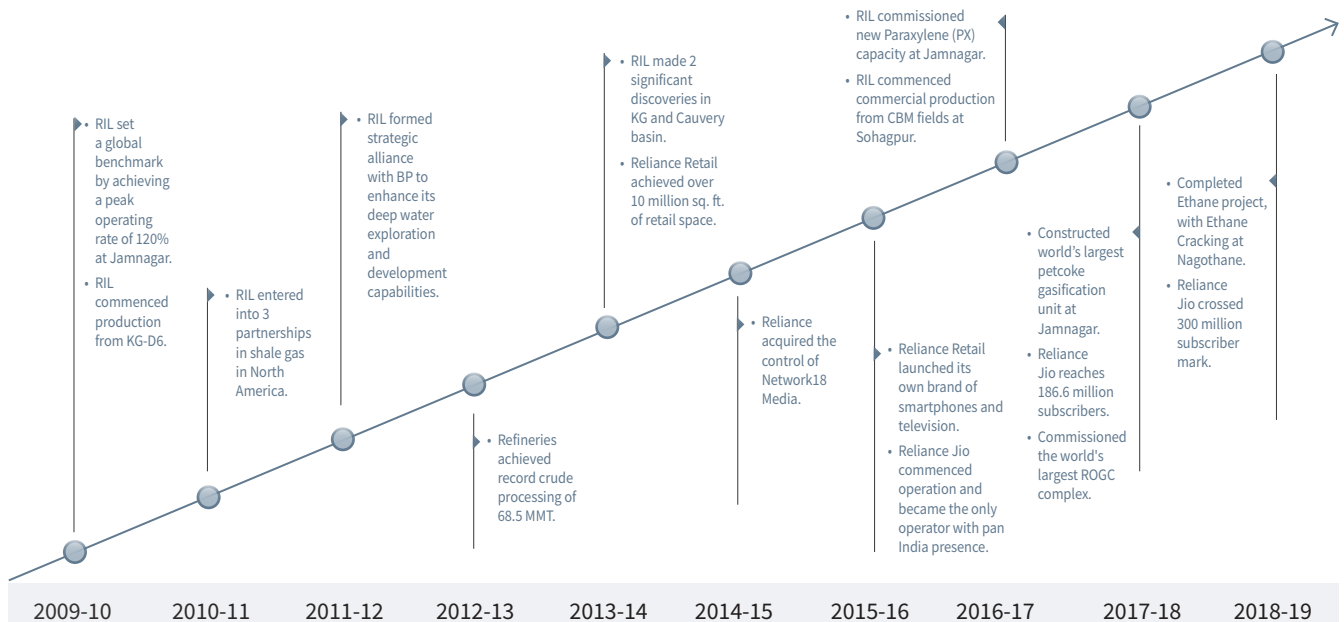 • RIL set
a global
benchmark
by achieving
a peak
operating
rate of 120%
at Jamnagar.
• RIL
commenced
production
from KG-D6.
• RIL entered
into 3
partnerships
in shale gas
in North
America.
• RIL formed
strategic
alliance
with BP to
enhance its
deep water
exploration
and
development
capabilities.
• Refineries
achieved
record crude
processing of
68.5 MMT.
• RIL made 2
significant
discoveries in
KG and Cauvery
basin.
• Reliance Retail
achieved over
10 million sq. ft.
of retail space.
• Reliance
acquired the
control of
Network18
Media.
• Reliance Retail
launched its
own brand of
smartphones and
television.
• Reliance Jio
commenced
operation and
became the only
operator with pan
India presence.
• RIL commissioned
new Paraxylene (PX)
capacity at Jamnagar.
• RIL commenced
commercial production
from CBM fields at
Sohagpur.
• Constructed
world’s largest
petcoke
gasification
unit at
Jamnagar.
• Reliance
Jio reaches
186.6 million
subscribers.
• Commissioned
the world's
largest ROGC
complex.
• Completed
Ethane project,
with Ethane
Cracking at
Nagothane.
• Reliance
Jio crossed
300 million
subscriber
mark.
2009-10 2010-11 2011-12 2012-13 2013-14 2014-15 2015-16 2016-17 2017-18 2018-19